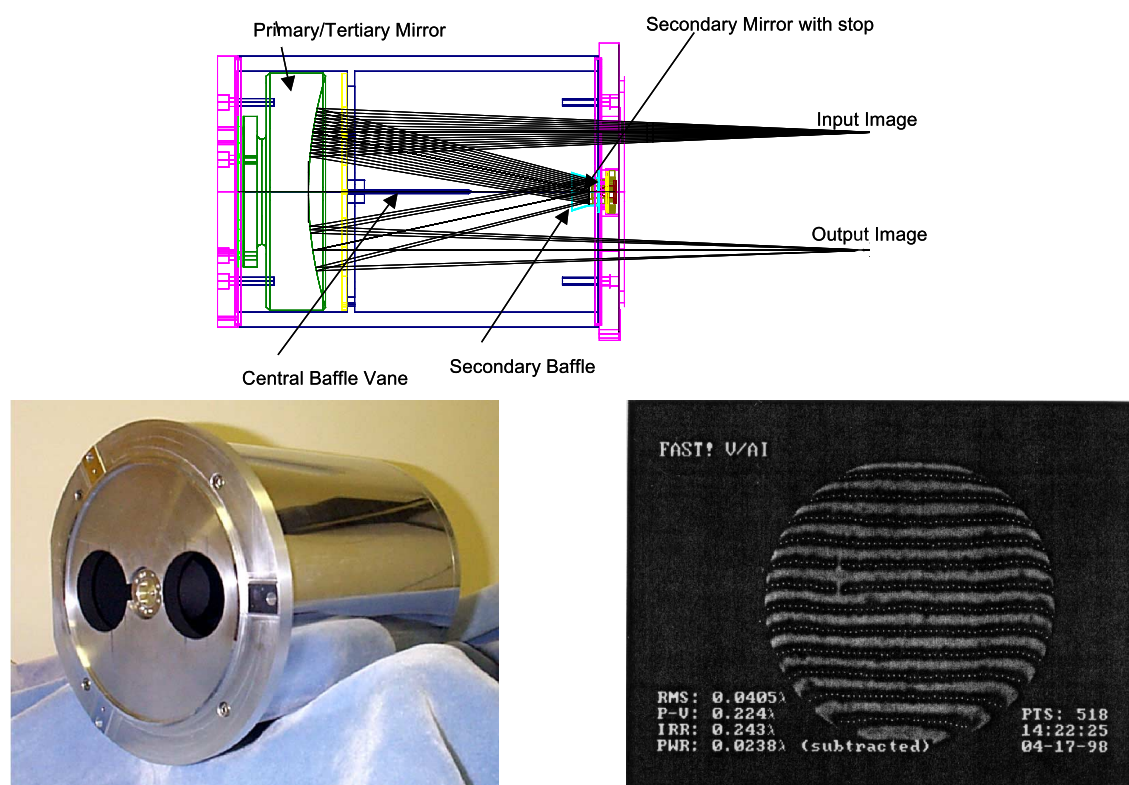 Secondary Mirror with stop
Primary/Tertiary Mirror
Input Image
Output Image
Secondary Baffle
Central Baffle Vane
FAST! V/AI
RMS: 0.0405λ
P-V: 0.224λ
IRR: 0.243λ
PWR: 0.0238λ (subtracted)
PTS: 518
14:22:25
04-17-98